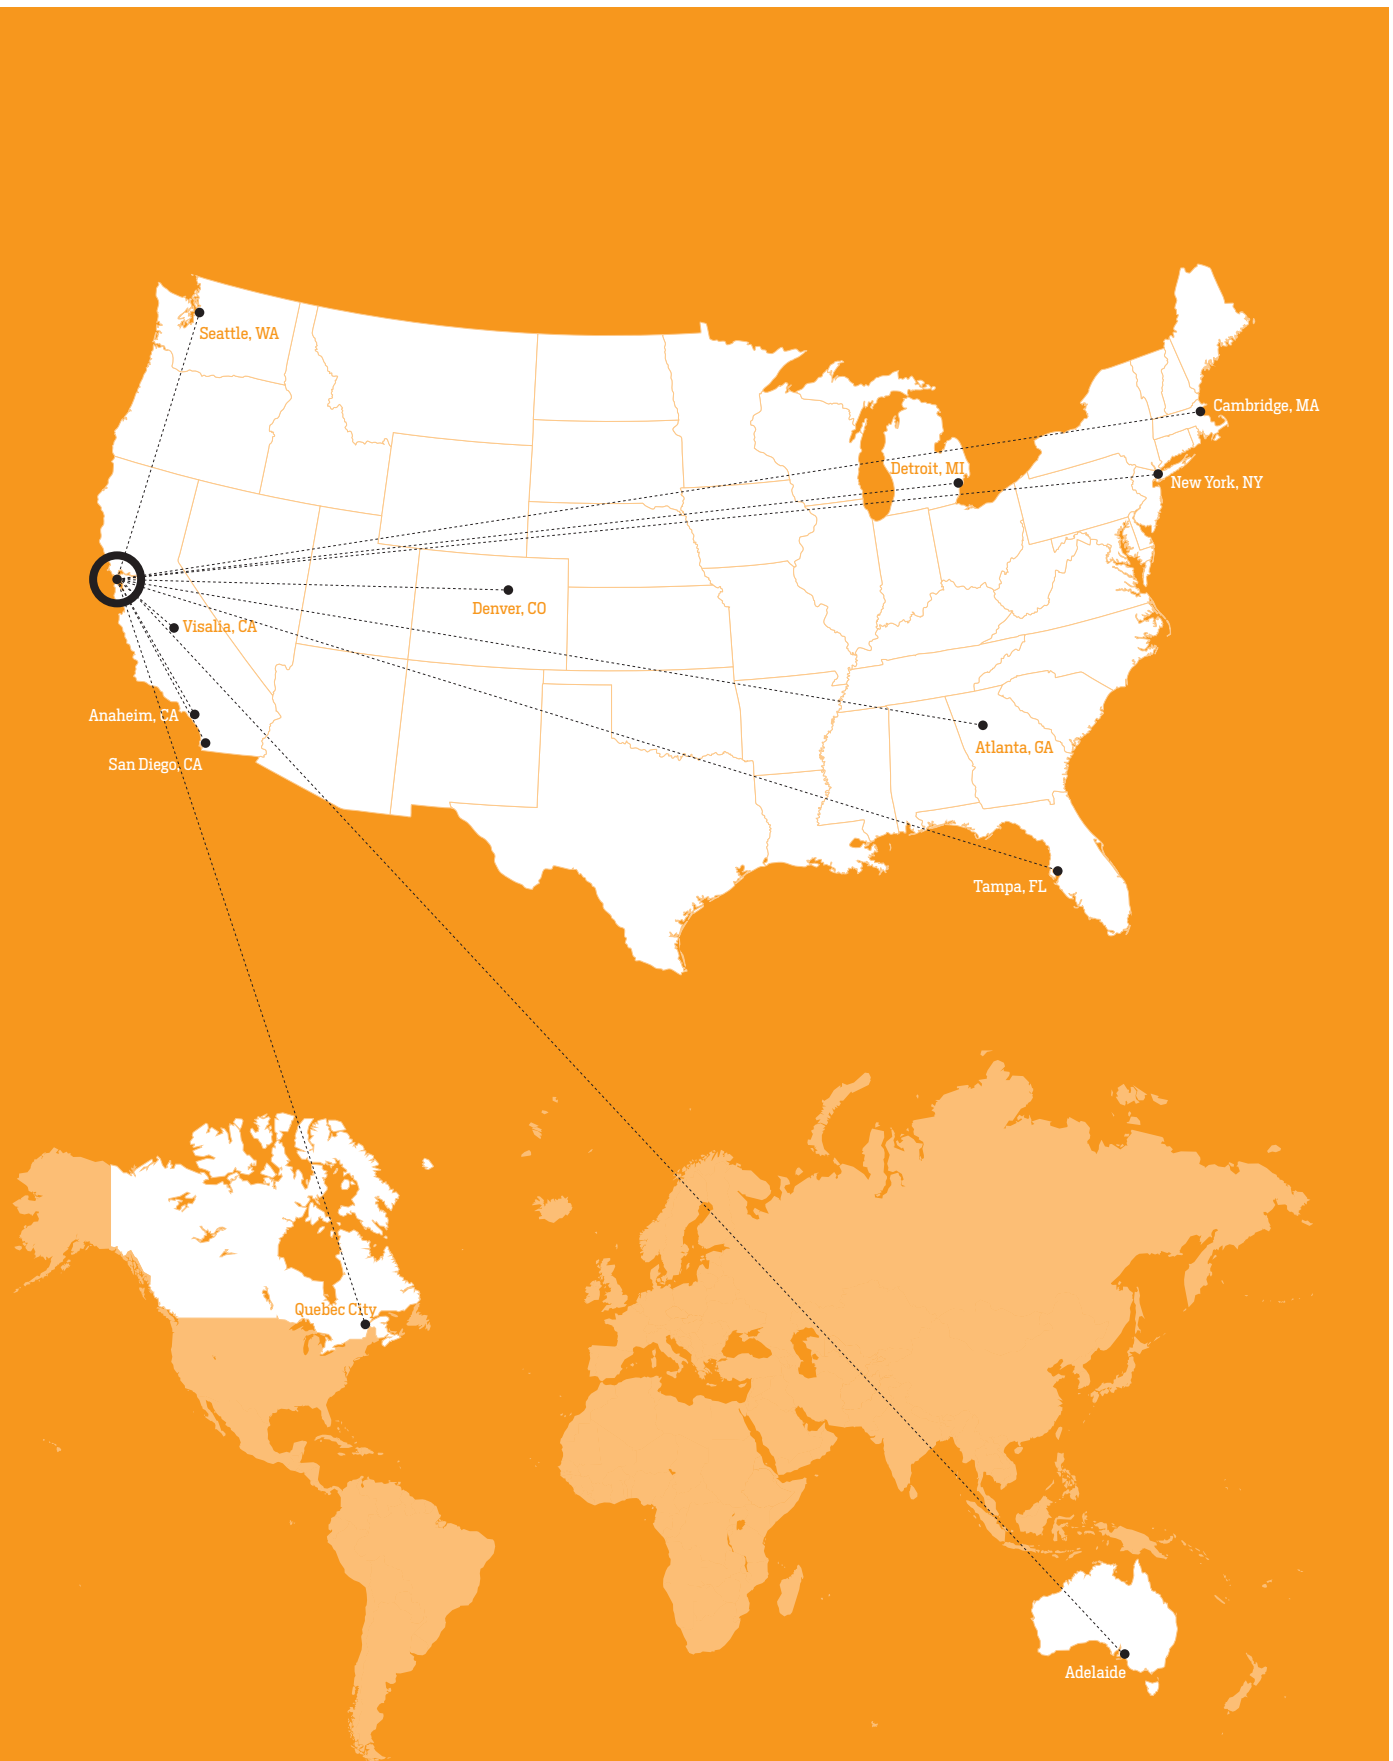 Seattle, WA
Cambridge, MA
Detroit, MI
New York, NY
Denver, CO
Visalia, CA
Anaheim, CA
Atlanta, GA
San Diego, CA
Tampa, FL
Quebec City
Adelaide